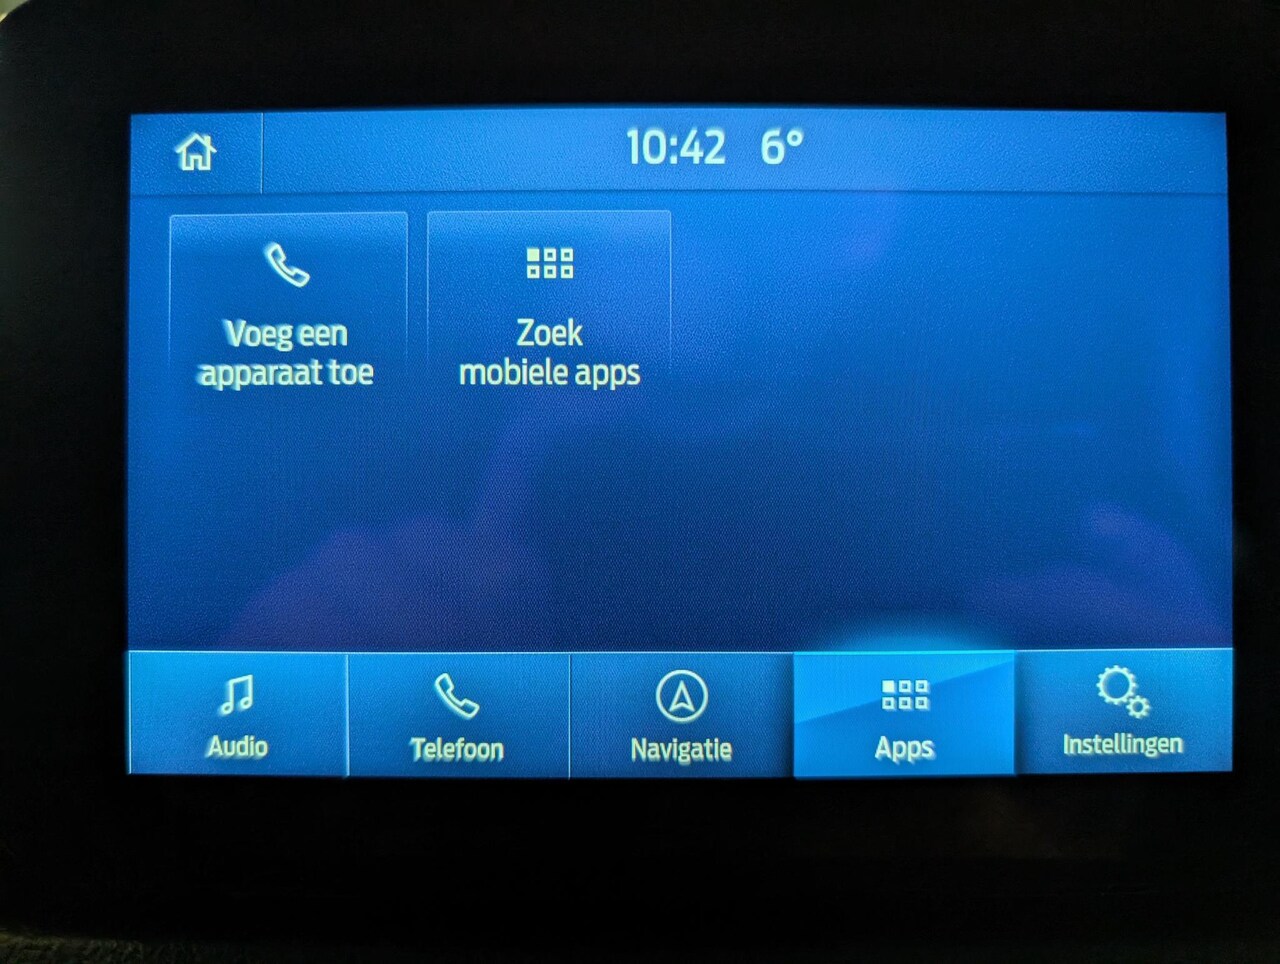 10:42 6°
Voeg een
apparaat toe
Zoek
mobiele apps
Audio
Telefoon
Navigatie
Apps
Instellingen